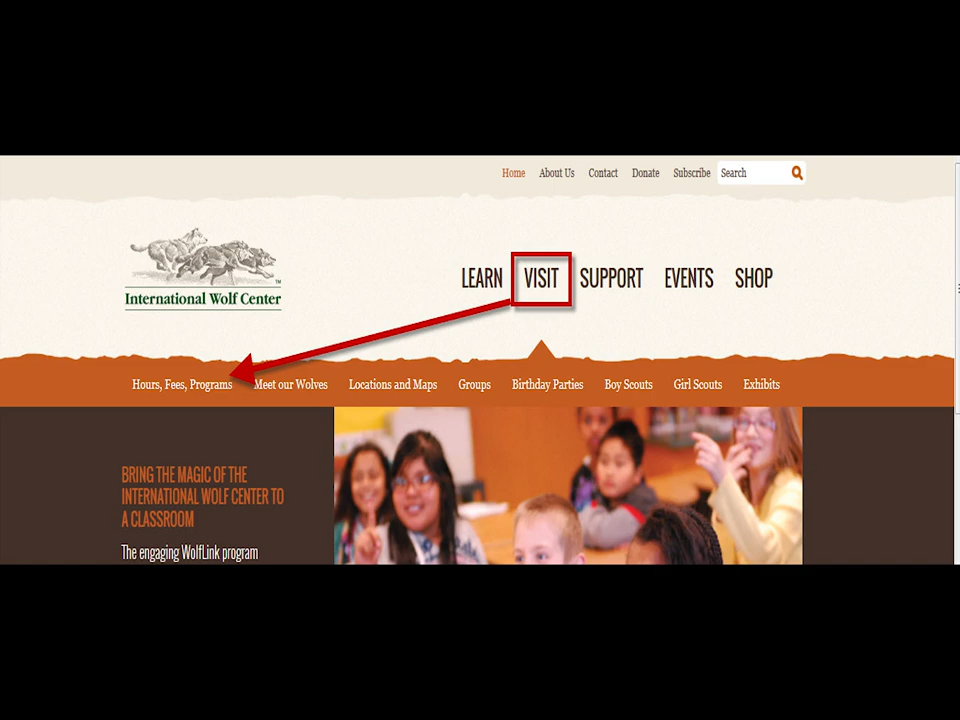 Home About Us Contact Donate Subscribe Search
LEARN VISIT SUPPORT EVENTS SHOP
TM
International Wolf Center
Hours, Fees, Programs Meet our Wolves Locations and Maps Groups Birthday Parties Boy Scouts Girl Scouts Exhibits
BRING THE MAGIC OF THE
INTERNATIONAL WOLF CENTER TO
A CLASSROOM
The engaging WolfLink program